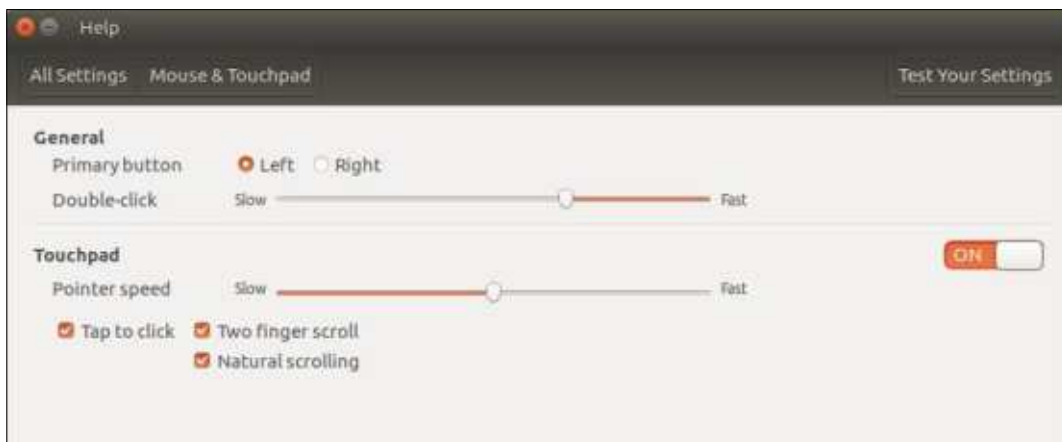 Help
All Settings Mouse & Touchpad Test Your Settings
General
Primary button Left Right
Double-click Slow Fast
Touchpad ON
Pointer speed Slow Fast
Tap to click Two finger scroll
Natural scrolling